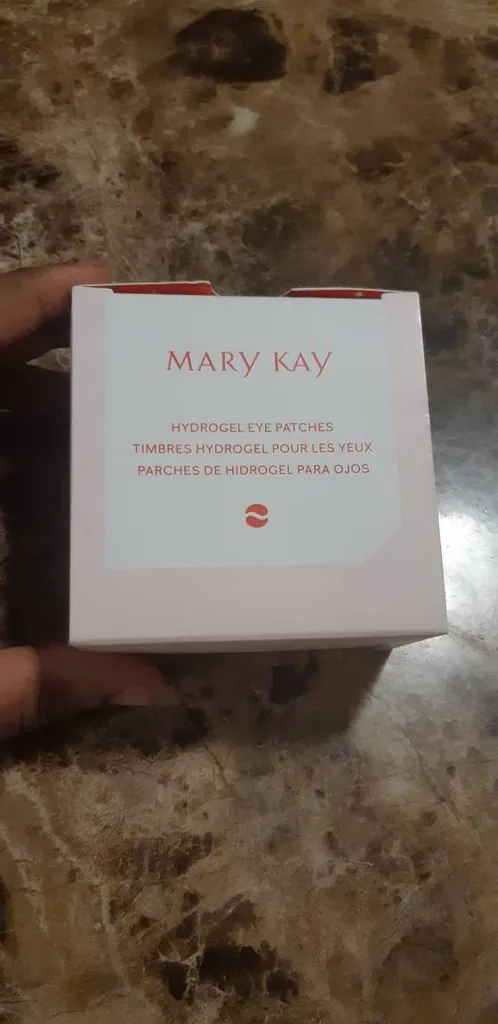 MARY KAY
HYDROGEL EYE PATCHES
TIMBRES HYDROGEL POUR LES YEUX
PARCHES DE HIDROGEL PARA OJOS